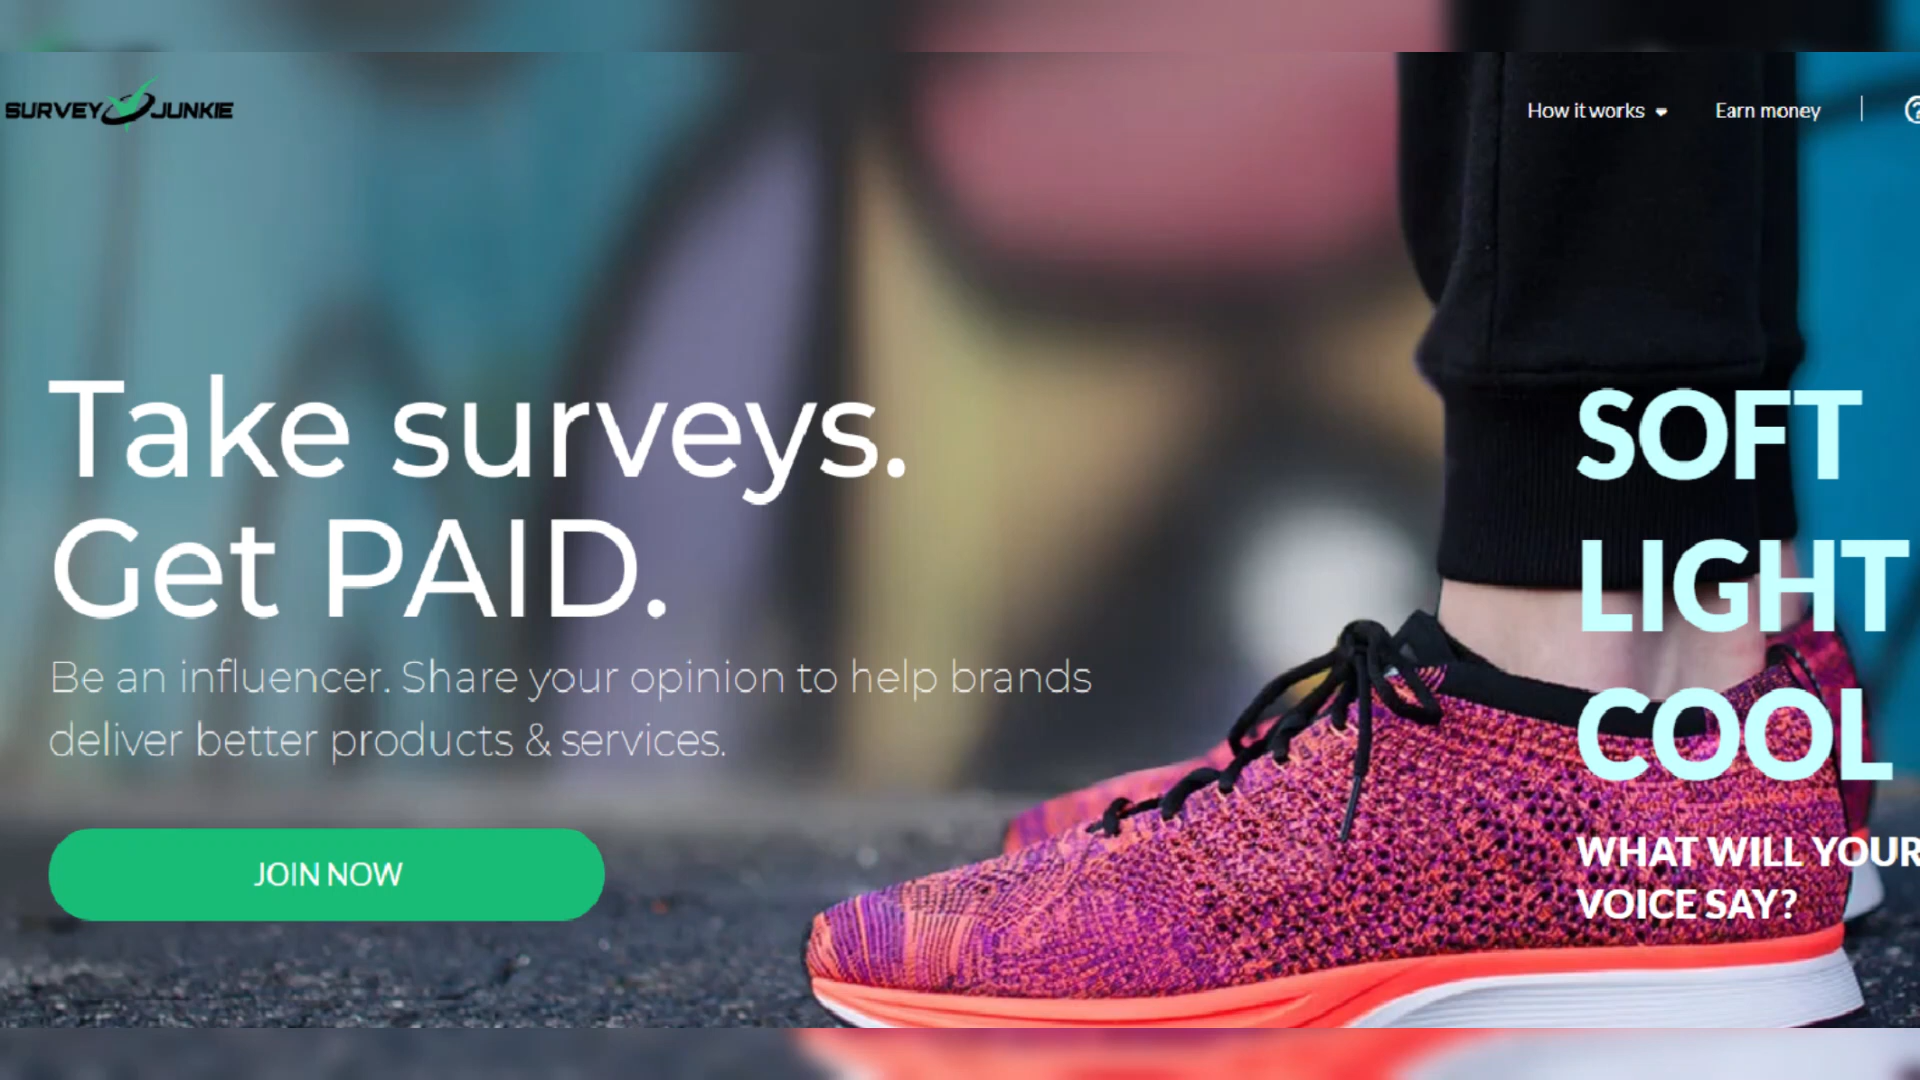 SURVEY JUNKIE
How it works
Earn money
Take surveys.
Get PAID.
Be an influencer. Share your opinion to help brands
deliver better products & services.
JOIN NOW
SOFT
LIGHT
COOL
WHAT WILL YOUR
VOICE SAY?